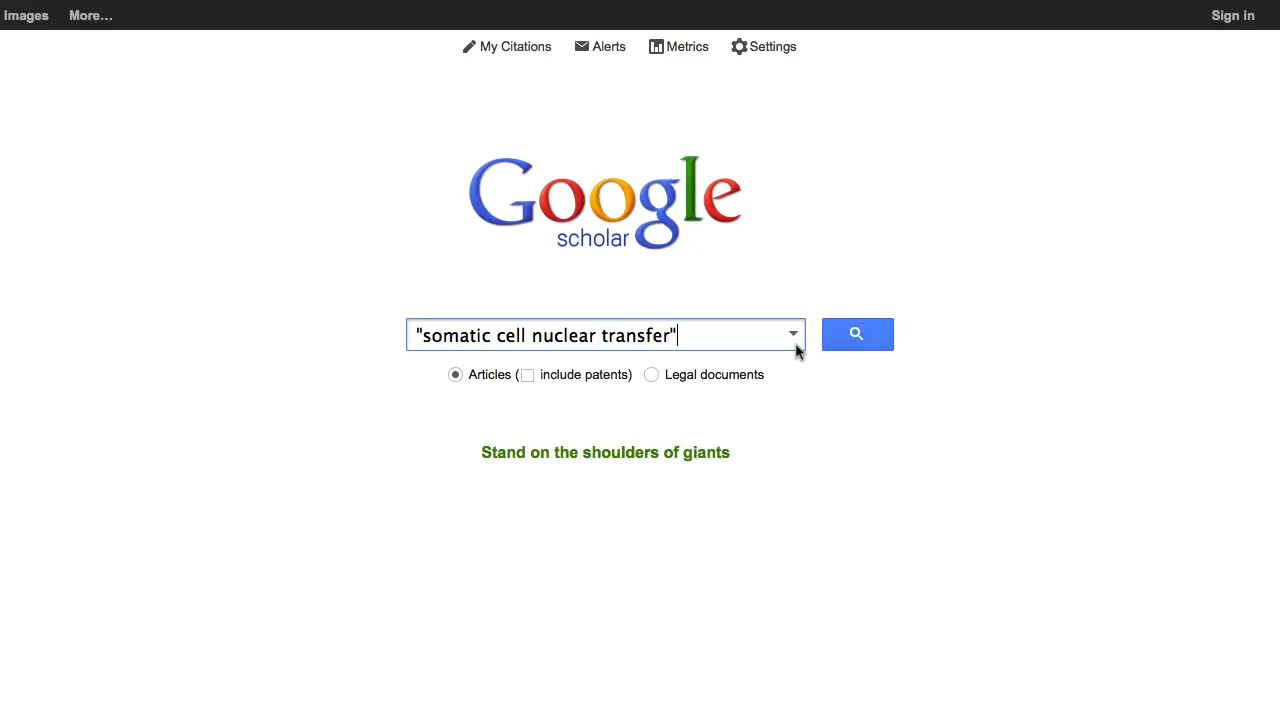 Images More... Sign in
My Citations Alerts Metrics Settings
Google
scholar
"somatic cell nuclear transfer"
Articles ( include patents) Legal documents
Stand on the shoulders of giants